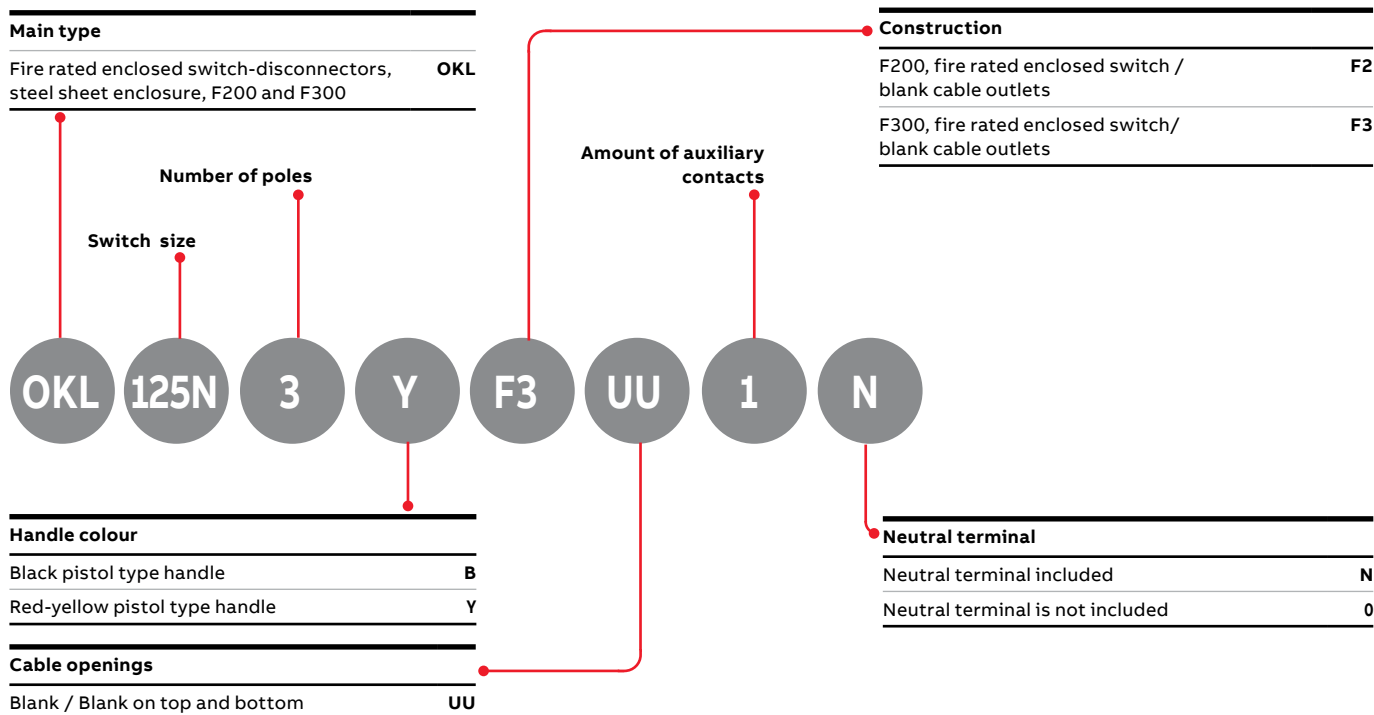 Main type
Fire rated enclosed switch-disconnectors, OKL
steel sheet enclosure, F200 and F300
Construction
F200, fire rated enclosed switch / F2
blank cable outlets
F300, fire rated enclosed switch/ F3
blank cable outlets
Amount of auxiliary
contacts
Number of poles
Switch size
OKL 125N 3 Y F3 UU 1 N
Handle colour
Black pistol type handle B
Red-yellow pistol type handle Y
Cable openings
Blank / Blank on top and bottom UU
Neutral terminal
Neutral terminal included N
Neutral terminal is not included 0